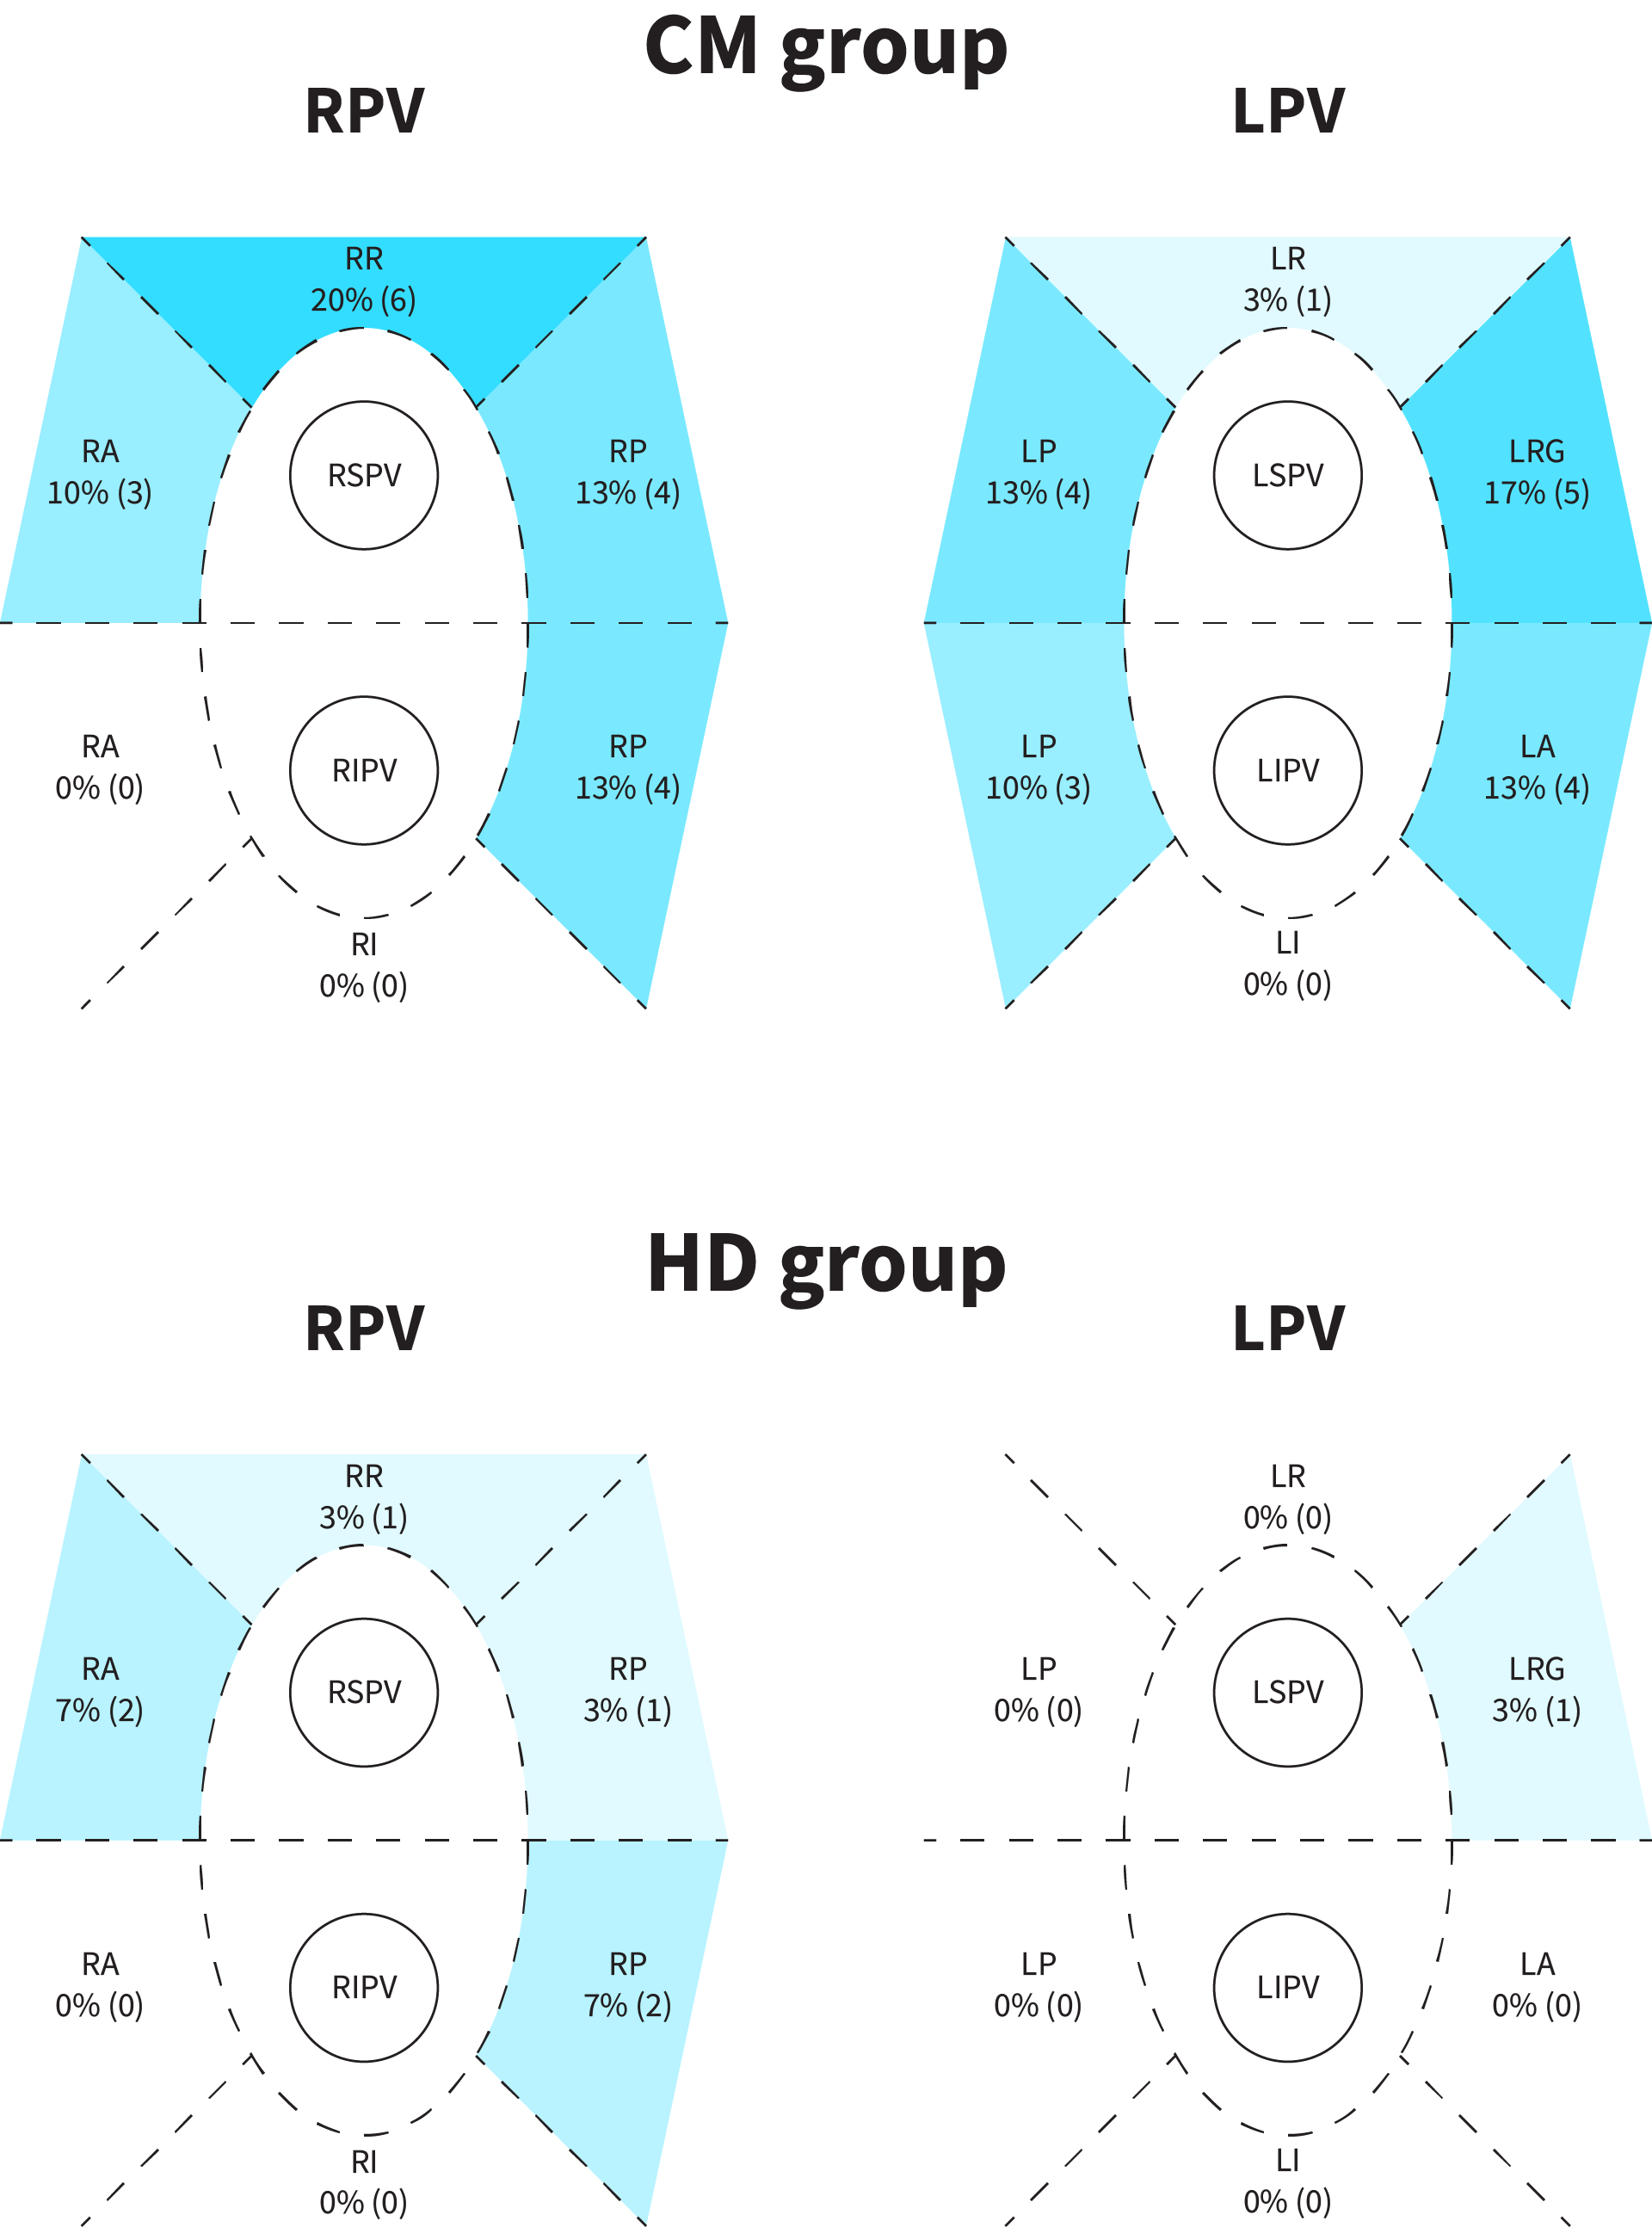 CM group
RPV
LPV
RR
20% (6)
RA
10% (3)
RSPV
RP
13% (4)
RA
0% (0)
RIPV
RP
13% (4)
RI
0% (0)
LR
3% (1)
LP
13% (4)
LSPV
LRG
17% (5)
LP
10% (3)
LIPV
LA
13% (4)
LI
0% (0)
HD group
RPV
LPV
RR
3% (1)
RA
7% (2)
RSPV
RP
3% (1)
RA
0% (0)
RIPV
RP
7% (2)
RI
0% (0)
LR
0% (0)
LP
0% (0)
LSPV
LRG
3% (1)
LP
0% (0)
LIPV
LA
0% (0)
LI
0% (0)